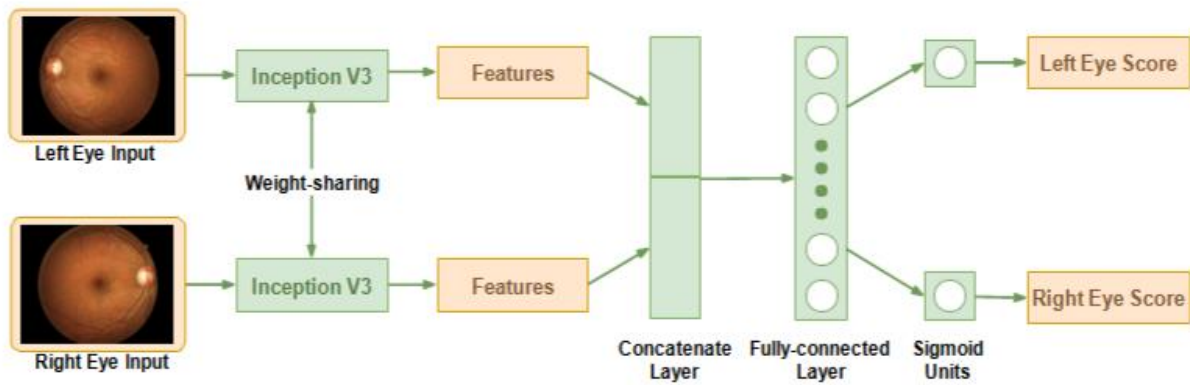 Left Eye Input
Inception V3
Features
Left Eye Score
Weight-sharing
Right Eye Input
Inception V3
Features
Right Eye Score
Concatenate
Layer
Fully-connected
Layer
Sigmoid
Units